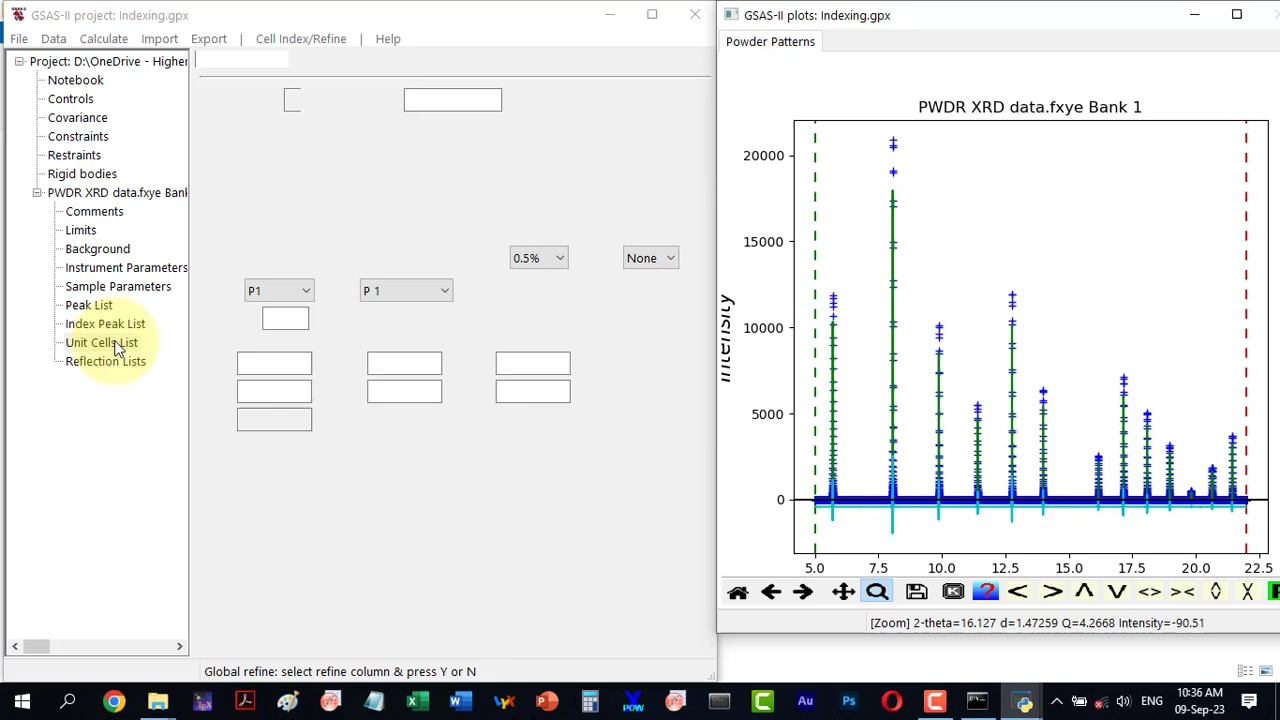 GSAS-II project: Indexing.gpx
File Data Calculate Import Export Cell Index/Refine Help
Project: D:\OneDrive - Higher
Notebook
Controls
Covariance
Constraints
Restraints
Rigid bodies
PWDR XRD data.fxye Bank
Comments
Limits
Background
Instrument Parameters
Sample Parameters
Peak List
Index Peak List
Unit Cells List
Reflection Lists
0.5% None
P1 P 1
Global refine: select refine column & press Y or N
GSAS-II plots: Indexing.gpx
Powder Patterns
PWDR XRD data.fxye Bank 1
Intensity
20000
15000
10000
5000
0
5.0 7.5 10.0 12.5 15.0 17.5 20.0 22.5
[Zoom] 2-theta=16.127 d=1.47259 Q=4.2668 Intensity=-90.51
ENG
10:36 AM
09-Sep-23